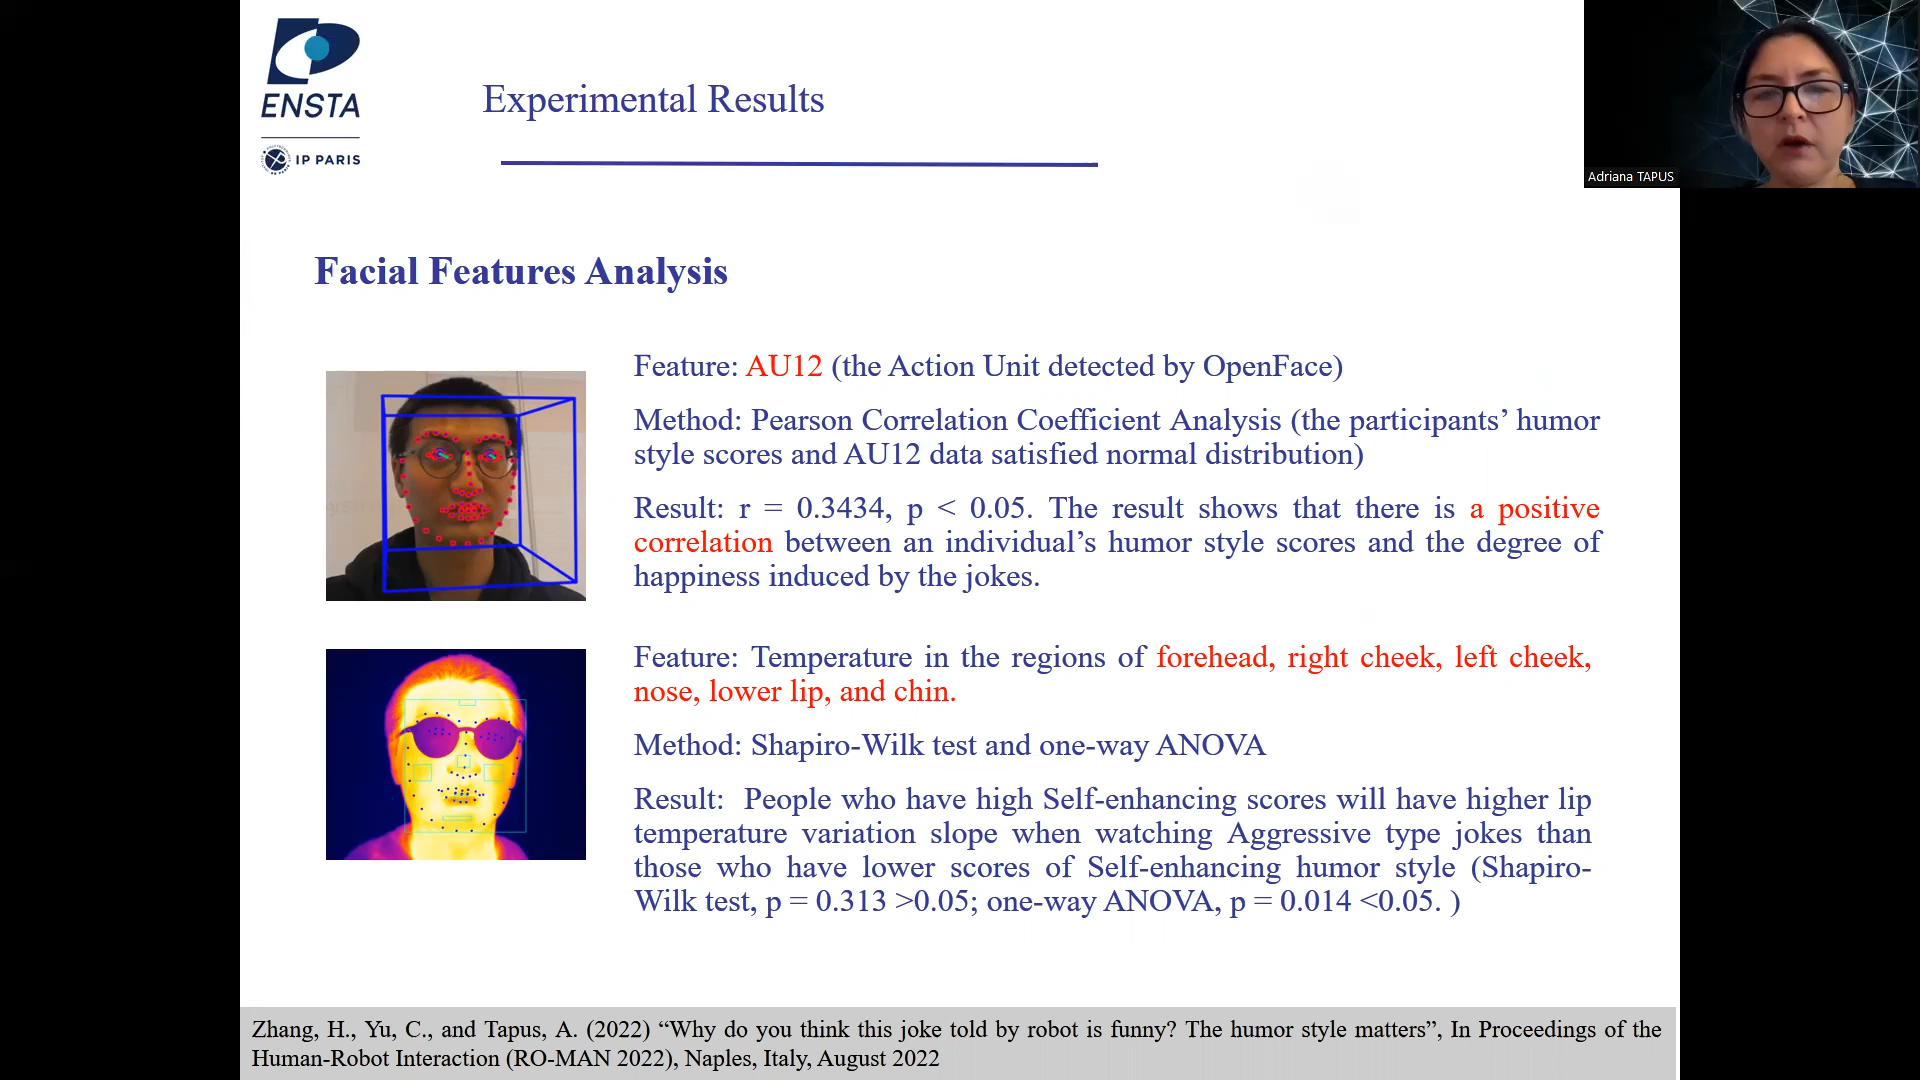 ENSTA
IP PARIS
Experimental Results
Adriana TAPUS
Facial Features Analysis
Feature: AU12 (the Action Unit detected by OpenFace)
Method: Pearson Correlation Coefficient Analysis (the participants’ humor
style scores and AU12 data satisfied normal distribution)
Result: r = 0.3434, p < 0.05. The result shows that there is a positive
correlation between an individual’s humor style scores and the degree of
happiness induced by the jokes.
Feature: Temperature in the regions of forehead, right cheek, left cheek,
nose, lower lip, and chin.
Method: Shapiro-Wilk test and one-way ANOVA
Result: People who have high Self-enhancing scores will have higher lip
temperature variation slope when watching Aggressive type jokes than
those who have lower scores of Self-enhancing humor style (Shapiro-
Wilk test, p = 0.313 >0.05; one-way ANOVA, p = 0.014 <0.05. )
Zhang, H., Yu, C., and Tapus, A. (2022) “Why do you think this joke told by robot is funny? The humor style matters”, In Proceedings of the
Human-Robot Interaction (RO-MAN 2022), Naples, Italy, August 2022